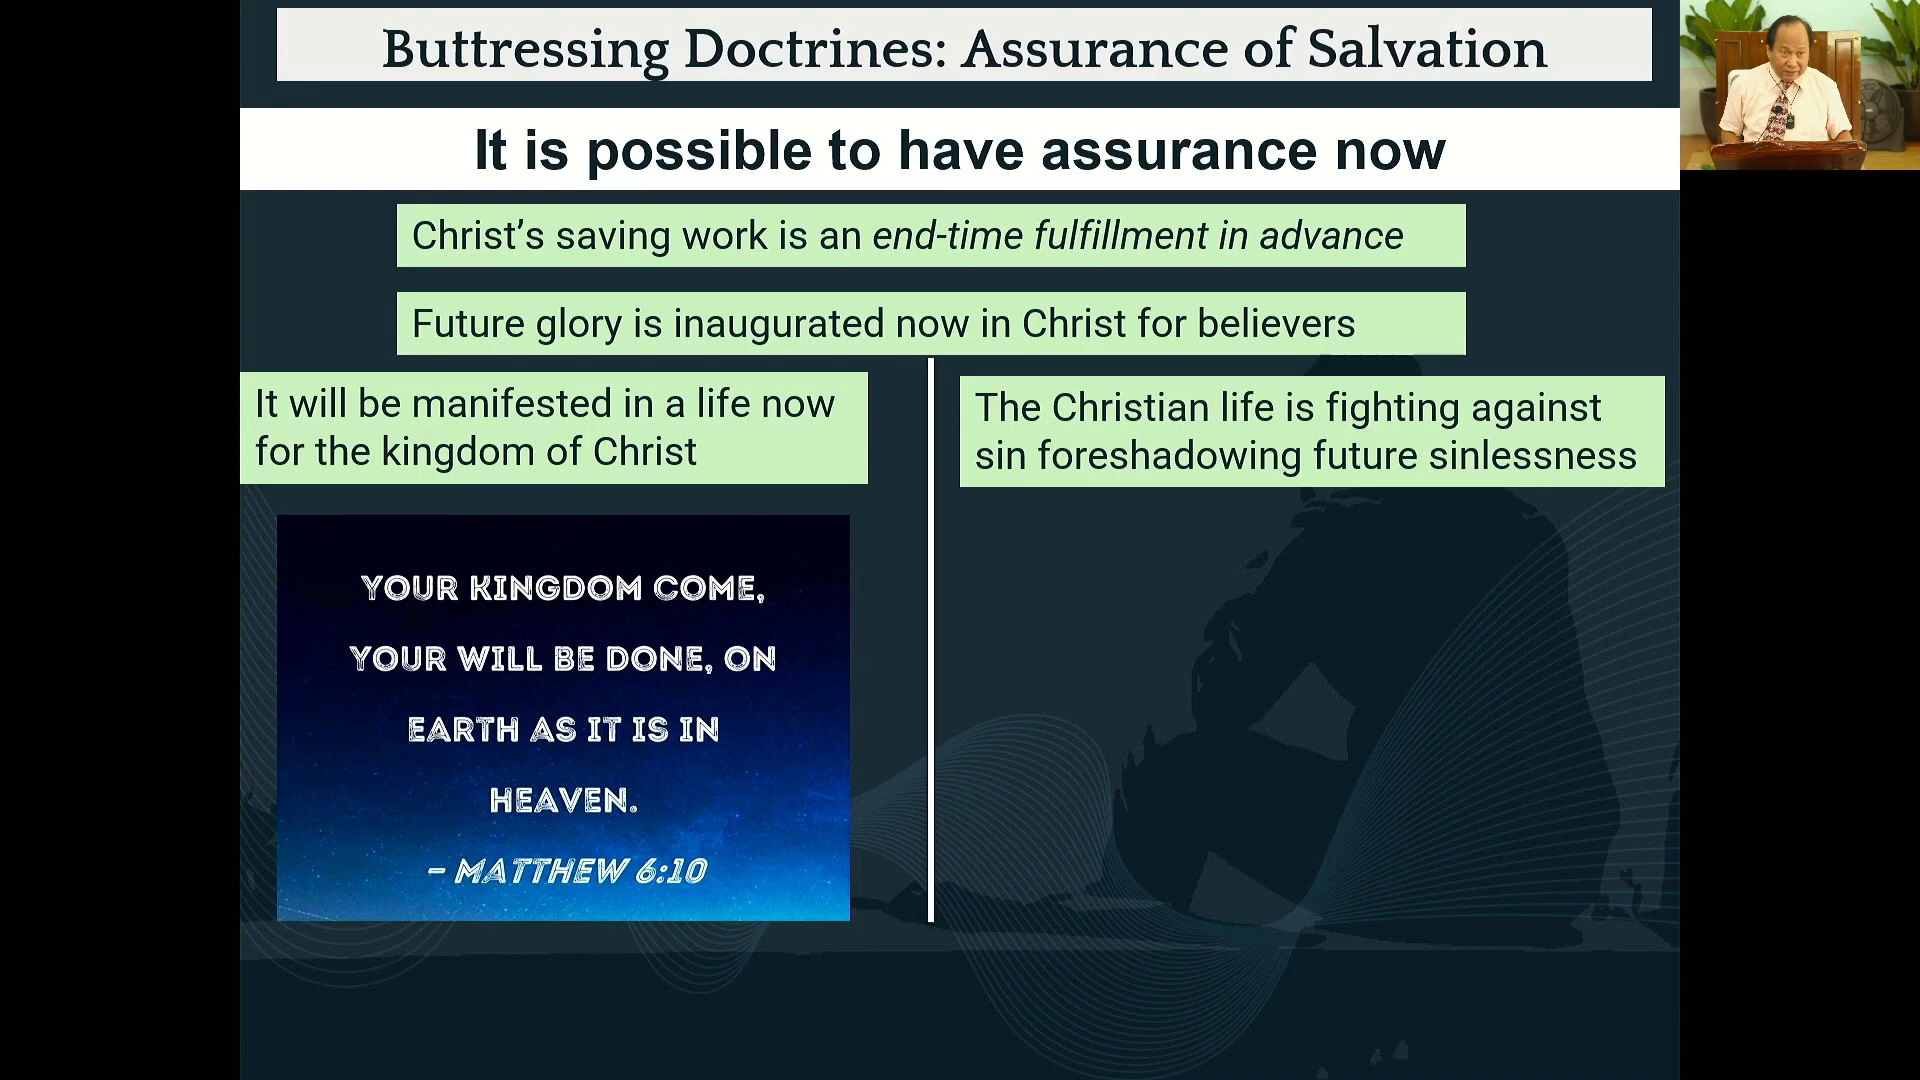 Buttressing Doctrines: Assurance of Salvation
It is possible to have assurance now
Christ’s saving work is an end-time fulfillment in advance
Future glory is inaugurated now in Christ for believers
It will be manifested in a life now
for the kingdom of Christ
The Christian life is fighting against
sin foreshadowing future sinlessness
YOUR KINGDOM COME,
YOUR WILL BE DONE, ON
EARTH AS IT IS IN
HEAVEN.
– MATTHEW 6:10